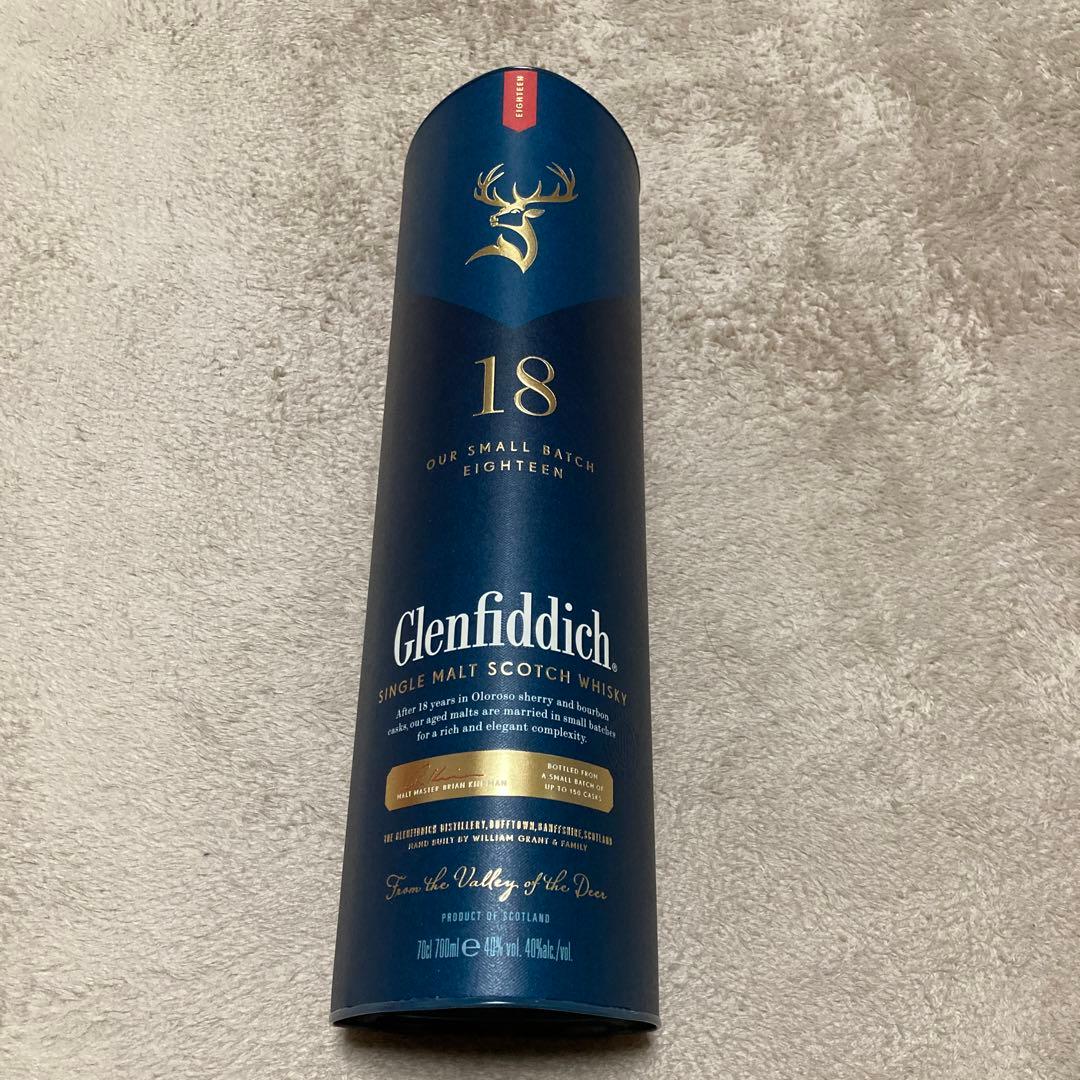 EIGHTEEN
18
OUR SMALL BATCH
EIGHTEEN
Glenfiddich®
SINGLE MALT SCOTCH WHISKY
After 18 years in Oloroso sherry and bourbon
casks, our aged malts are married in small batches
for a rich and elegant complexity.
MALT MASTER BRIAN KINSMAN
BOTTLED FROM
A SMALL BATCH OF
UP TO 150 CASKS
THE GLENFIDDICH DISTILLERY, DUFFTOWN, BANFFSHIRE, SCOTLAND
HAND BUILT BY WILLIAM GRANT & FAMILY
From the Valley of the Deer
PRODUCT OF SCOTLAND
70cl 700ml e 40% vol. 40%alc./vol.